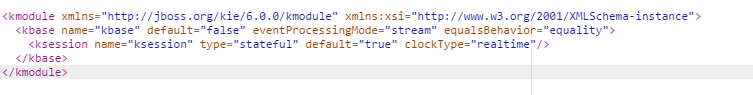 <kmodule xmlns="http://jboss.org/kie/6.0.0/kmodule" xmlns:xsi="http://www.w3.org/2001/XMLSchema-instance">
  <kbase name="kbase" default="false" eventProcessingMode="stream" equalsBehavior="equality">
    <ksession name="ksession" type="stateful" default="true" clockType="realtime"/>
  </kbase>
</kmodule>